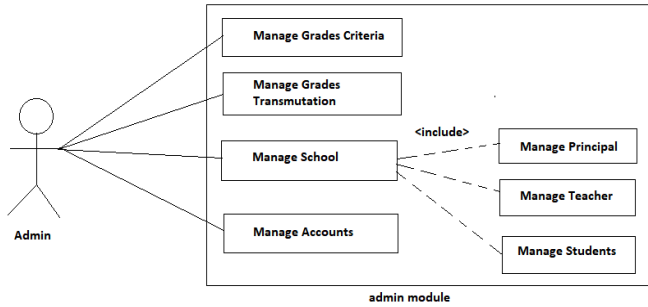 Manage Grades Criteria
Manage Grades
Transmutation
<include>
Manage School
Manage Principal
Manage Teacher
Manage Accounts
Manage Students
Admin
admin module